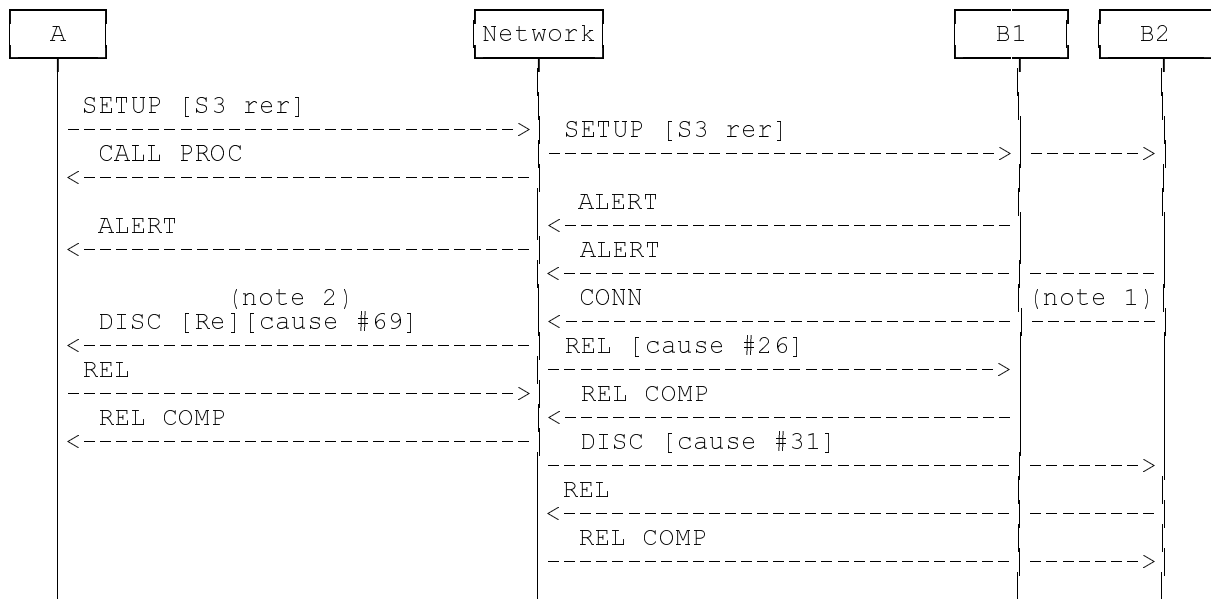 A Network B1 B2
SETUP [S3 rer]
SETUP [S3 rer]
CALL PROC
ALERT
ALERT
ALERT
(note 2) CONN (note 1)
DISC [Re][cause #69]
REL [cause #26]
REL
REL COMP
REL COMP
DISC [cause #31]
REL
REL COMP